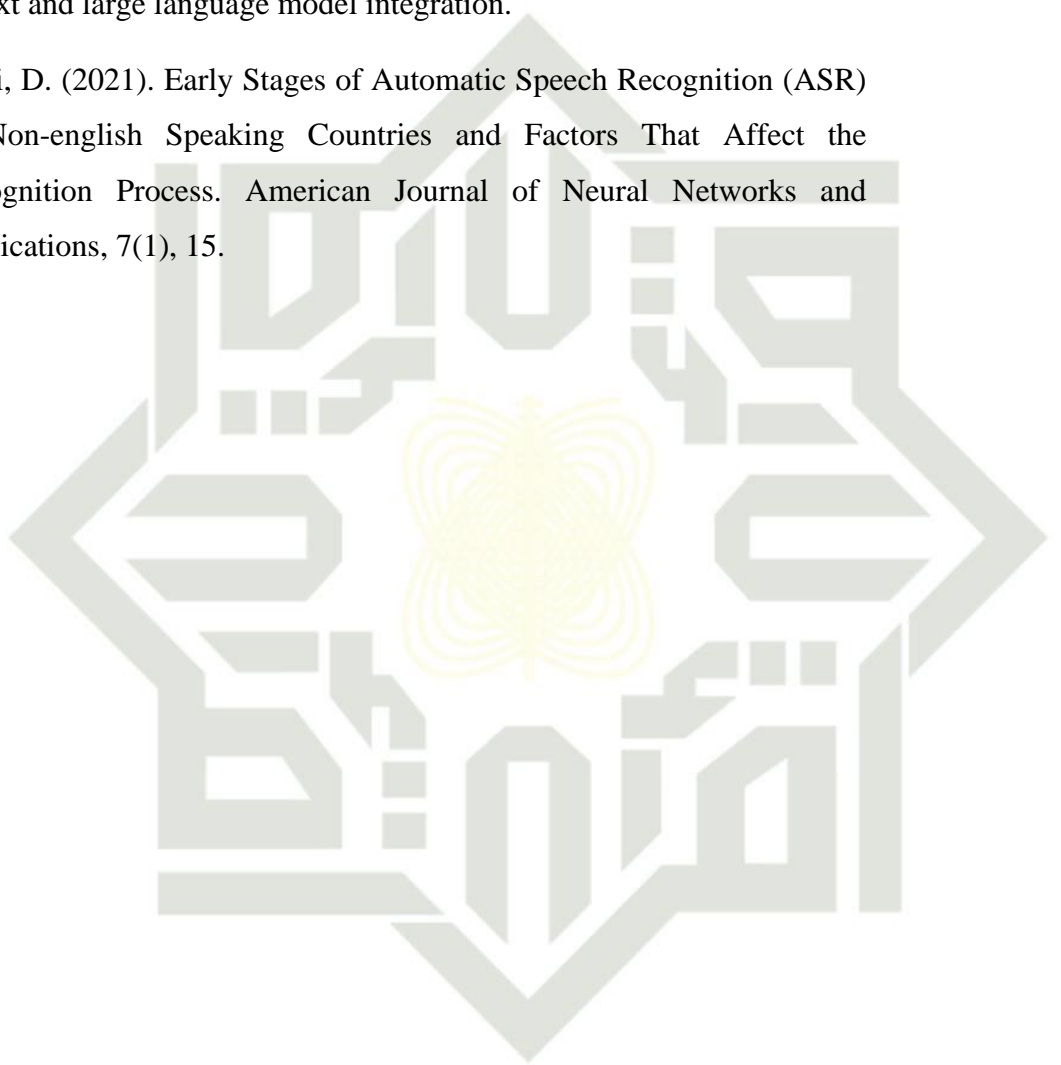 xt and large language model integration.
i, D. (2021). Early Stages of Automatic Speech Recognition (ASR)
Non-english Speaking Countries and Factors That Affect the
gnition Process. American Journal of Neural Networks and
ications, 7(1), 15.